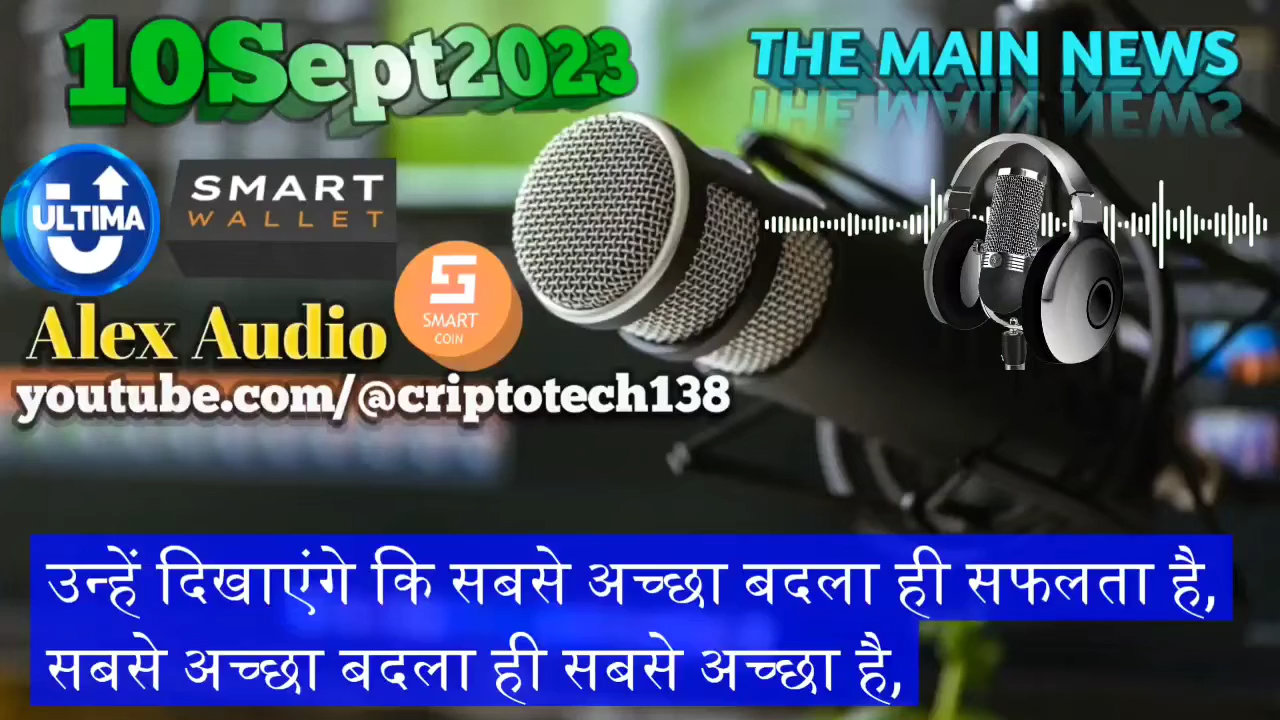 10Sept2023
THE MAIN NEWS
ULTIMA
SMART
WALLET
SMART
COIN
Alex Audio
youtube.com/@criptotech138
उन्हें दिखाएंगे कि सबसे अच्छा बदला ही सफलता है,
सबसे अच्छा बदला ही सबसे अच्छा है,